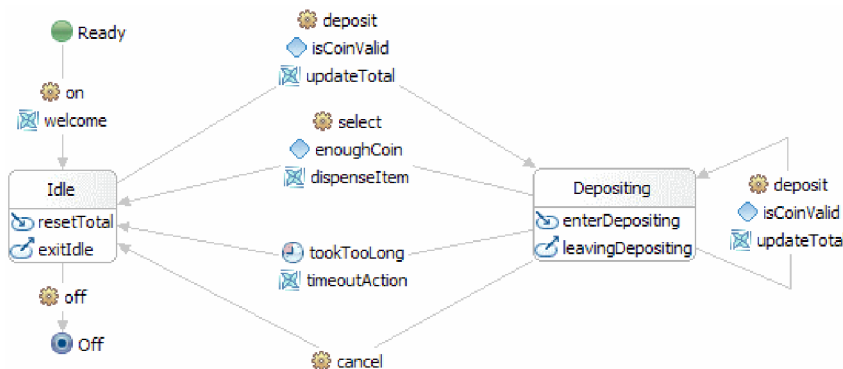 Ready
deposit
isCoinValid
updateTotal
on
welcome
select
enoughCoin
dispenseItem
Idle
resetTotal
exitIdle
Depositing
enterDepositing
leavingDepositing
deposit
isCoinValid
updateTotal
tookTooLong
timeoutAction
off
Off
cancel